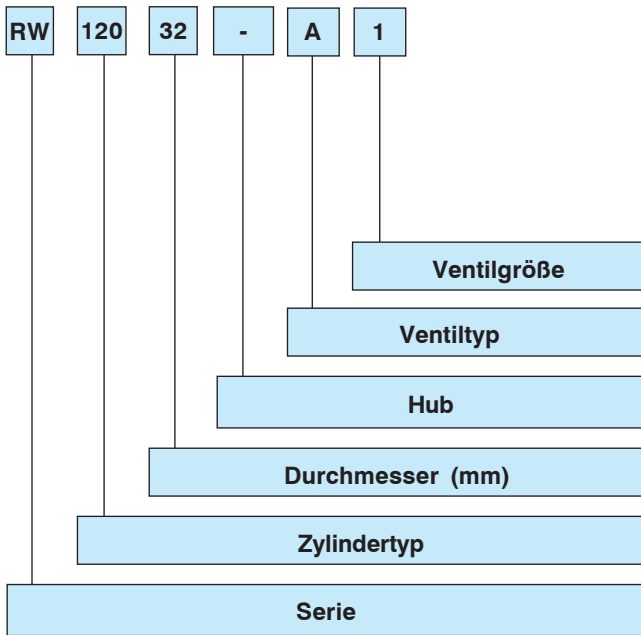 RW 120 32 - A 1
Ventilgröße
Ventiltyp
Hub
Durchmesser (mm)
Zylindertyp
Serie